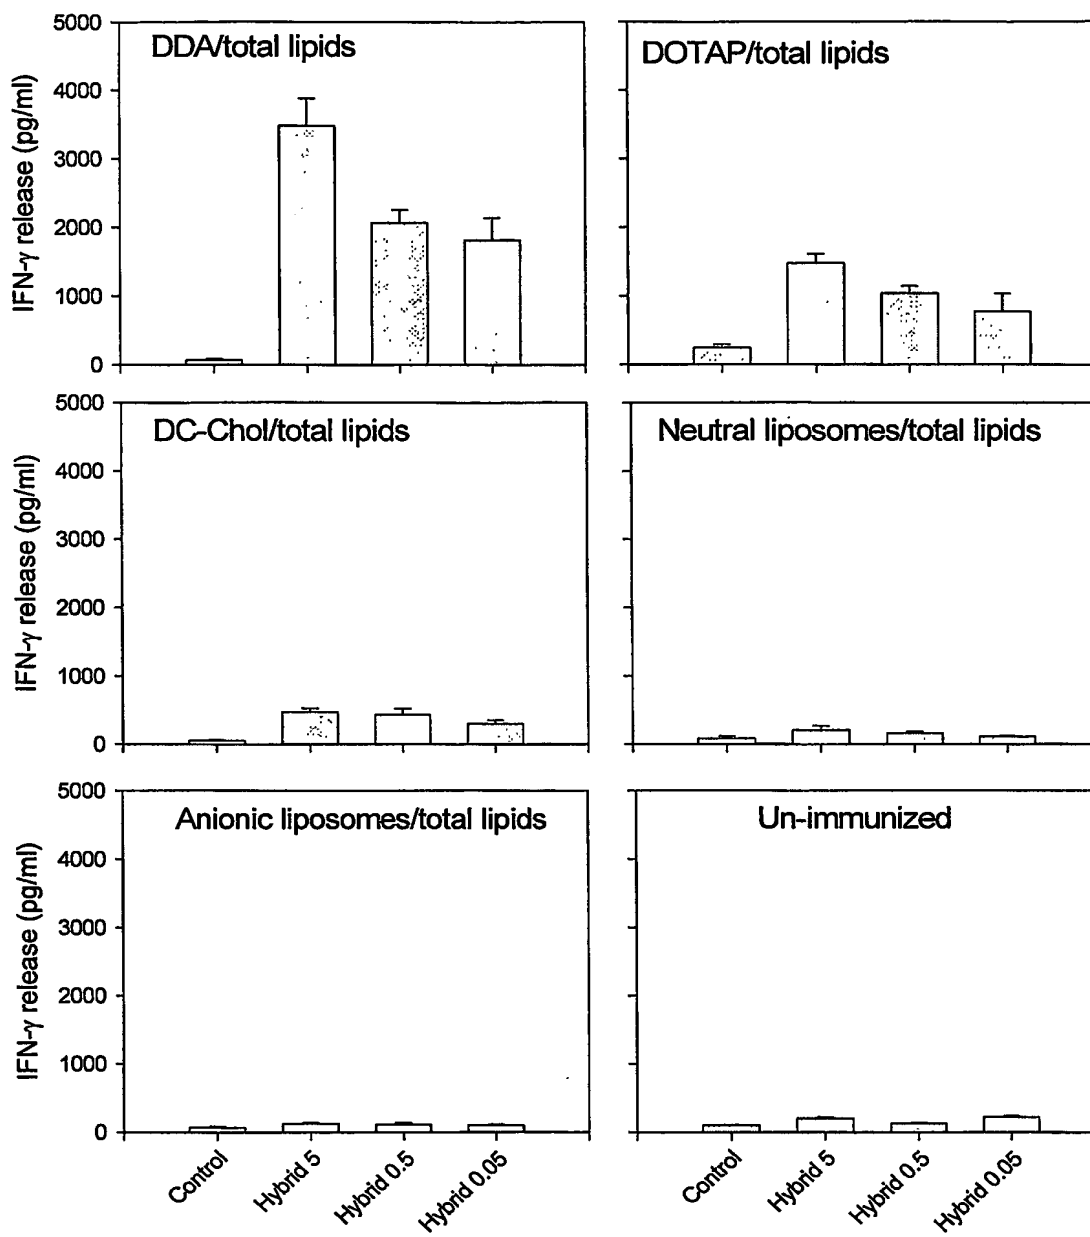 DDA/total lipids
DOTAP/total lipids
IFN-γ release (pg/ml)
5000
4000
3000
2000
1000
0
DC-Chol/total lipids
Neutral liposomes/total lipids
IFN-γ release (pg/ml)
5000
4000
3000
2000
1000
0
Anionic liposomes/total lipids
Un-immunized
IFN-γ release (pg/ml)
5000
4000
3000
2000
1000
0
Control
Hybrid 5
Hybrid 0.5
Hybrid 0.05
Control
Hybrid 5
Hybrid 0.5
Hybrid 0.05